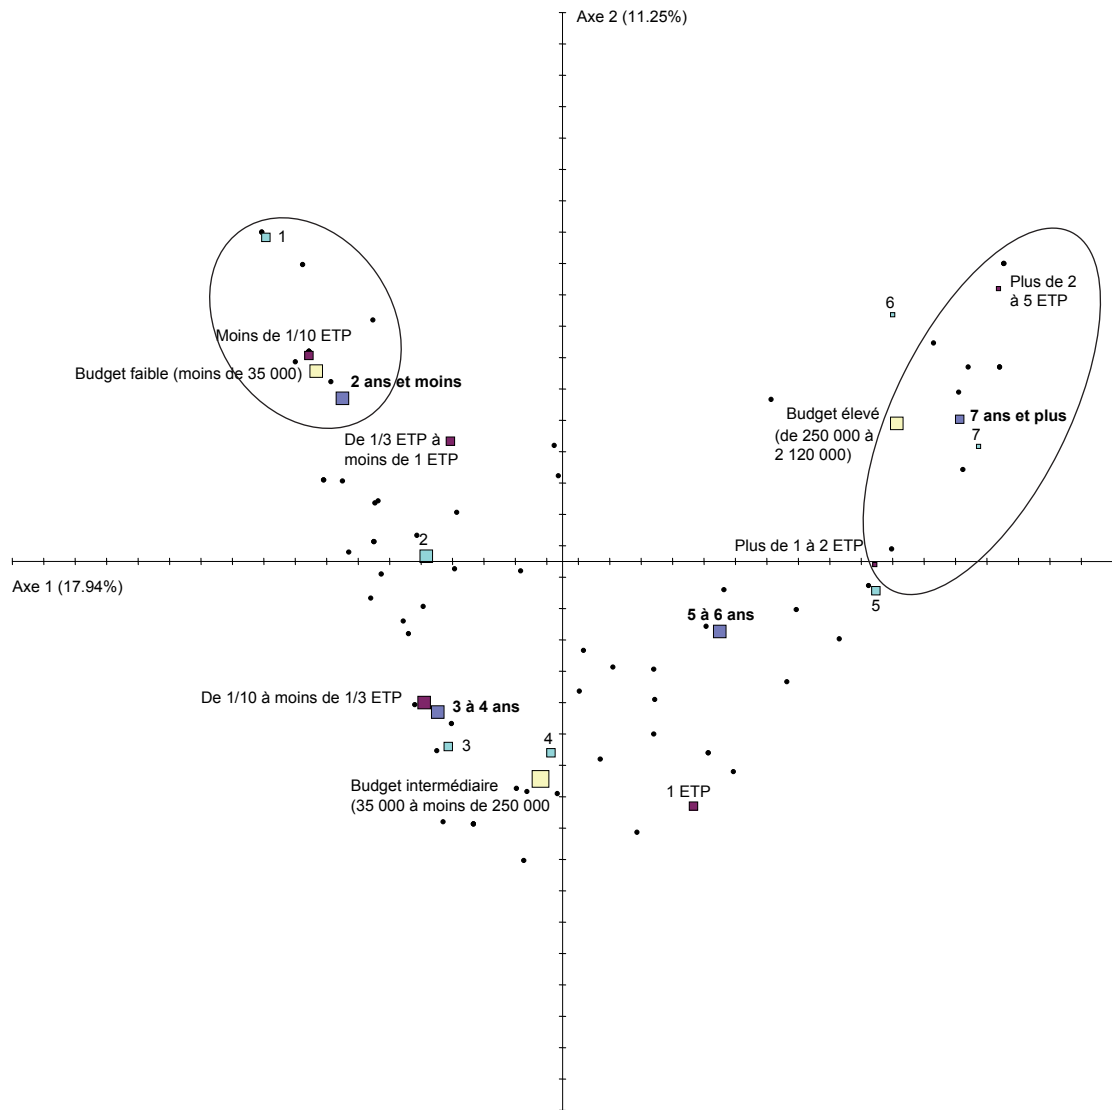 Axe 2 (11.25%)
1
Plus de 2
à 5 ETP
6
Moins de 1/10 ETP
Budget faible (moins de 35 000)
2 ans et moins
Budget élevé
(de 250 000 à
2 120 000)
7 ans et plus
7
De 1/3 ETP à
moins de 1 ETP
2
Plus de 1 à 2 ETP
Axe 1 (17.94%)
5
5 à 6 ans
De 1/10 à moins de 1/3 ETP
3 à 4 ans
3
4
Budget intermédiaire
(35 000 à moins de 250 000
1 ETP